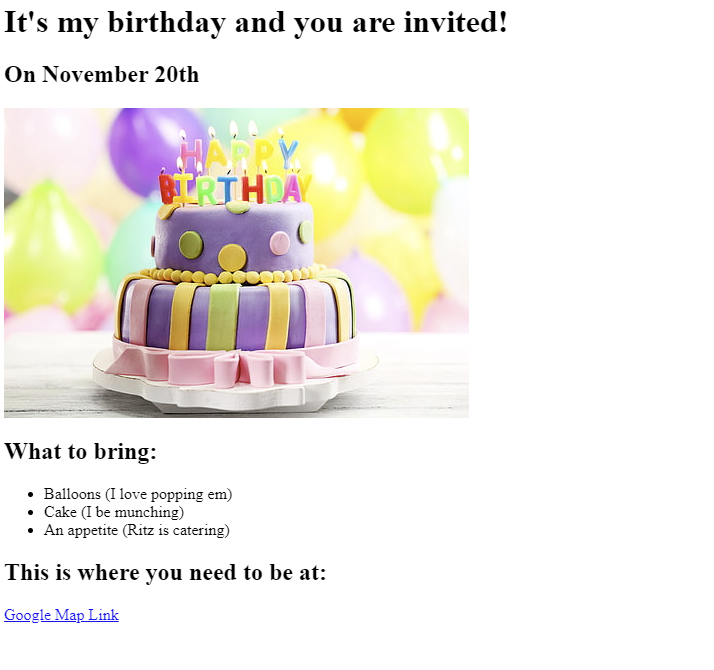 It's my birthday and you are invited!
On November 20th
HAPPY
BIRTHDAY
What to bring:
Balloons (I love popping em)
Cake (I be munching)
An appetite (Ritz is catering)
This is where you need to be at:
Google Map Link